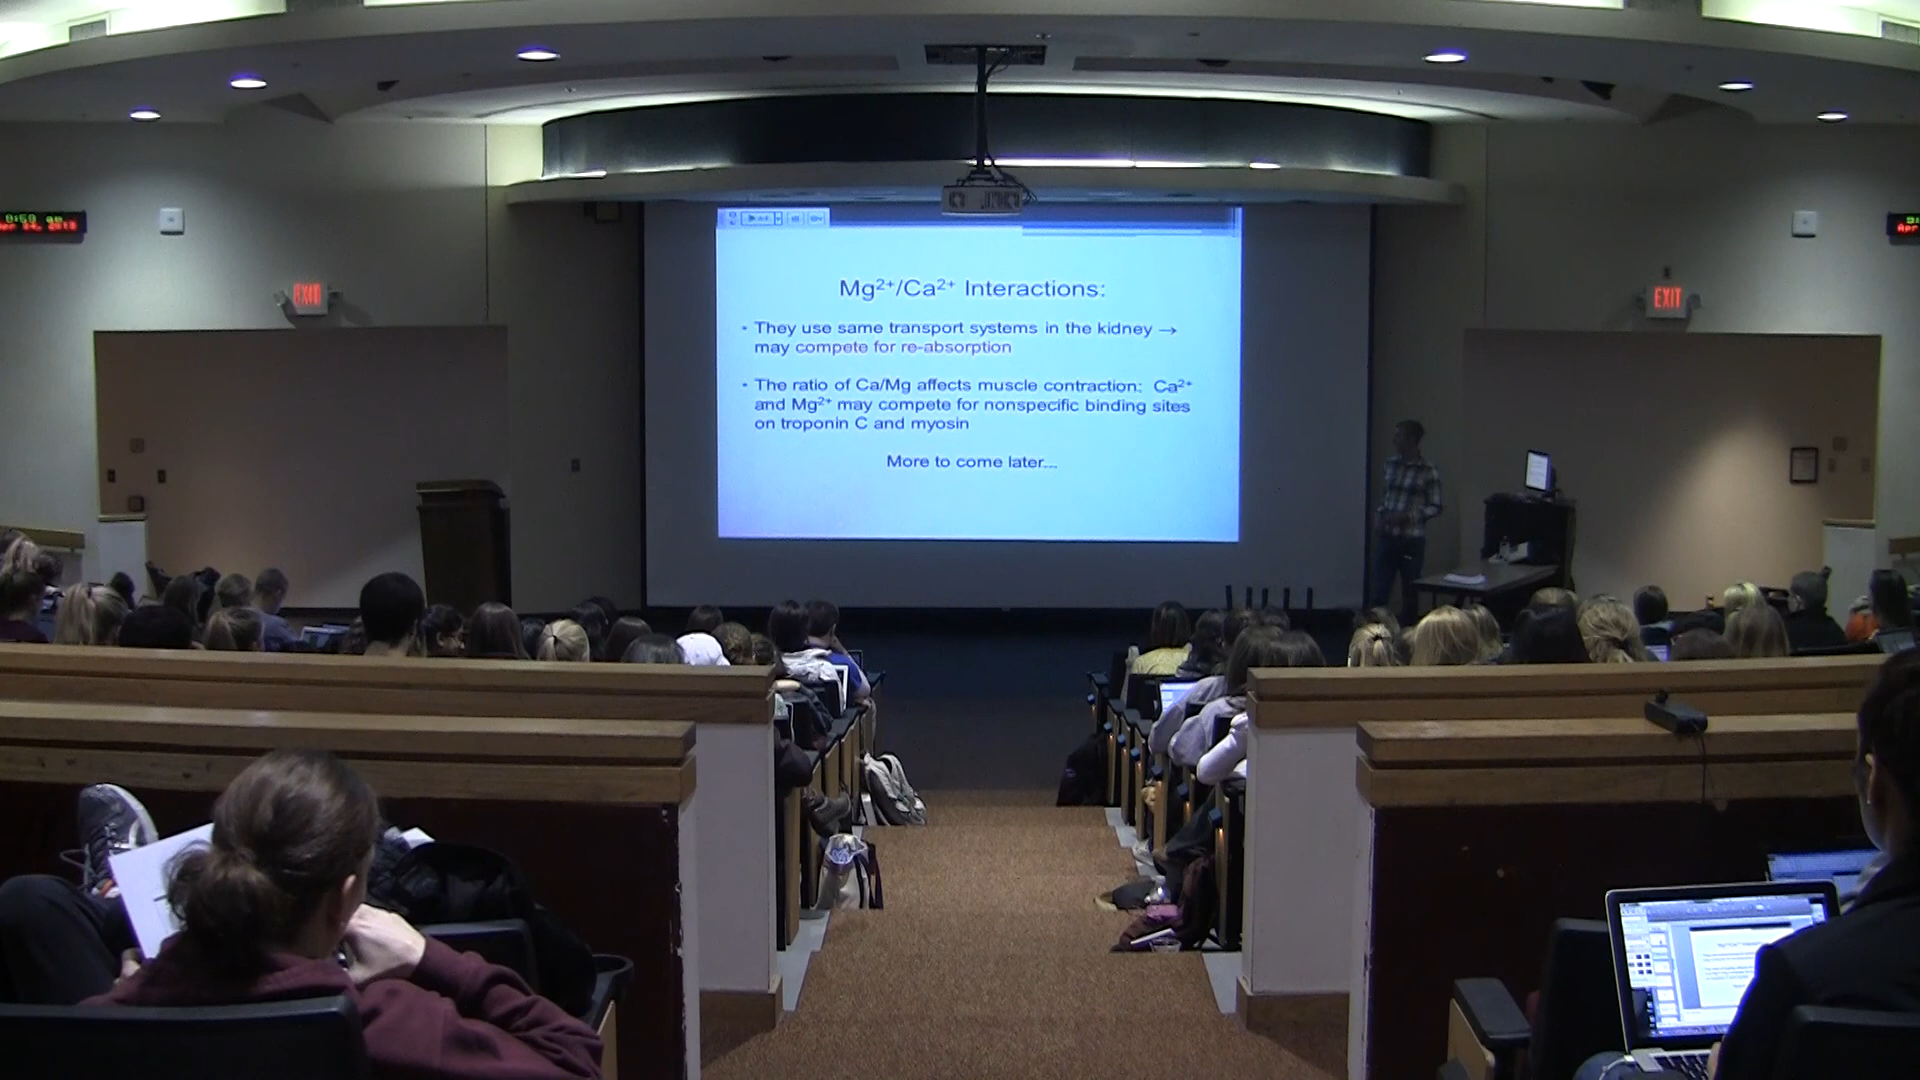 Mg²⁺/Ca²⁺ Interactions:
• They use same transport systems in the kidney →
may compete for re-absorption
• The ratio of Ca/Mg affects muscle contraction: Ca²⁺
and Mg²⁺ may compete for nonspecific binding sites
on troponin C and myosin
More to come later...
EXIT
EXIT